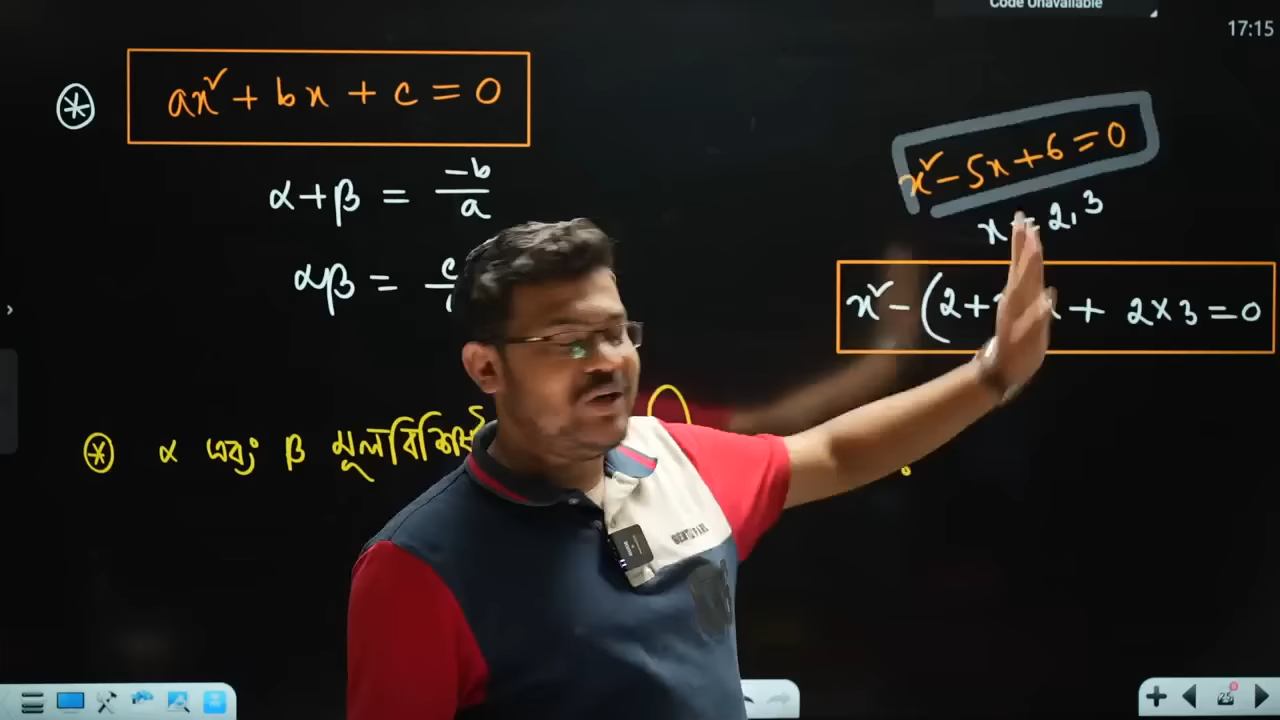 Code Unavailable
17:15
ax² + bx + c = 0
α+β = -b/a
αβ = c/
x² - 5x + 6 = 0
x = 2, 3
x² - (2+ x + 2×3 = 0
α এবং β মূলবিশিষ্ট
25